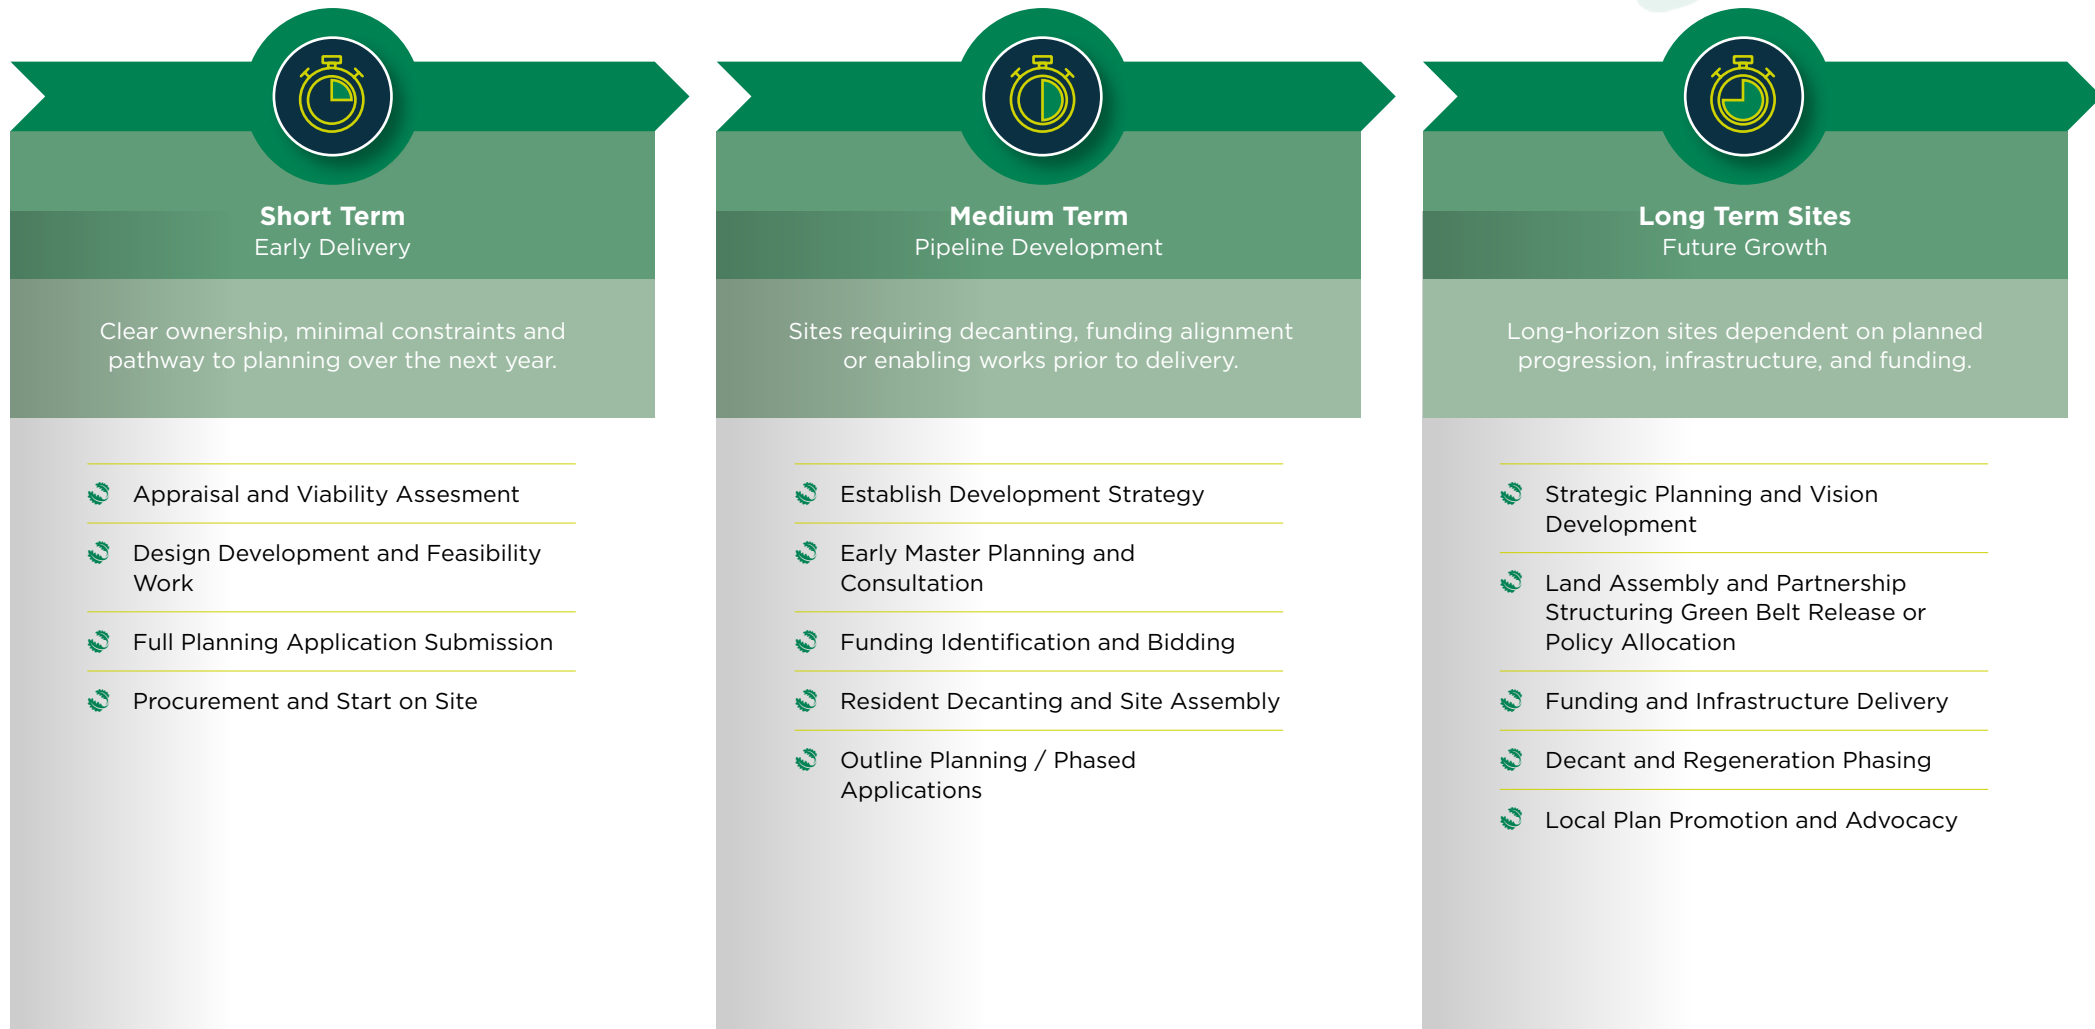 Short Term
Early Delivery
Clear ownership, minimal constraints and
pathway to planning over the next year.
Appraisal and Viability Assesment
Design Development and Feasibility
Work
Full Planning Application Submission
Procurement and Start on Site
Medium Term
Pipeline Development
Sites requiring decanting, funding alignment
or enabling works prior to delivery.
Establish Development Strategy
Early Master Planning and
Consultation
Funding Identification and Bidding
Resident Decanting and Site Assembly
Outline Planning / Phased
Applications
Long Term Sites
Future Growth
Long-horizon sites dependent on planned
progression, infrastructure, and funding.
Strategic Planning and Vision
Development
Land Assembly and Partnership
Structuring Green Belt Release or
Policy Allocation
Funding and Infrastructure Delivery
Decant and Regeneration Phasing
Local Plan Promotion and Advocacy